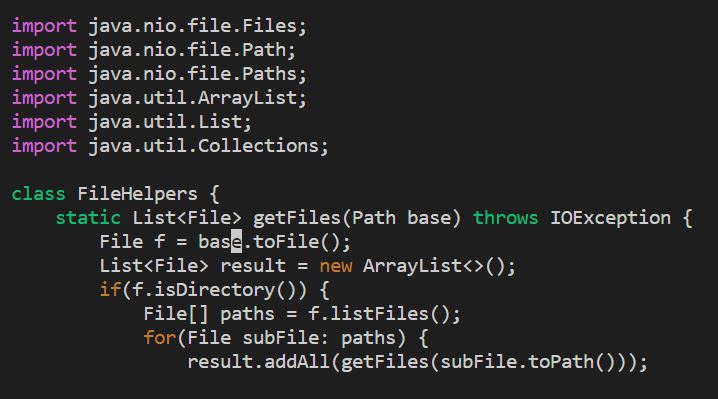 import java.nio.file.Files;
import java.nio.file.Path;
import java.nio.file.Paths;
import java.util.ArrayList;
import java.util.List;
import java.util.Collections;

class FileHelpers {
    static List<File> getFiles(Path base) throws IOException {
        File f = base.toFile();
        List<File> result = new ArrayList<>();
        if(f.isDirectory()) {
            File[] paths = f.listFiles();
            for(File subFile: paths) {
                result.addAll(getFiles(subFile.toPath()));